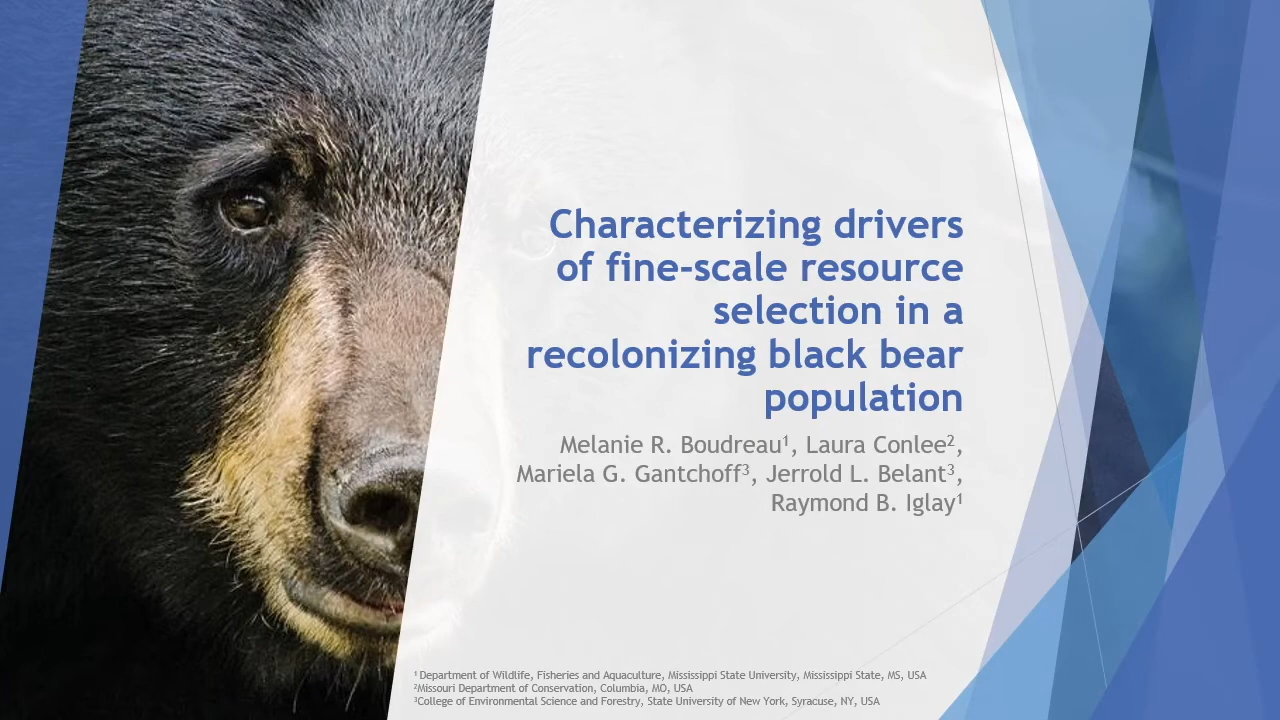 Characterizing drivers
of fine-scale resource
selection in a
recolonizing black bear
population
Melanie R. Boudreau¹, Laura Conlee²,
Mariela G. Gantchoff³, Jerrold L. Belant³,
Raymond B. Iglay¹
¹ Department of Wildlife, Fisheries and Aquaculture, Mississippi State University, Mississippi State, MS, USA
²Missouri Department of Conservation, Columbia, MO, USA
³College of Environmental Science and Forestry, State University of New York, Syracuse, NY, USA